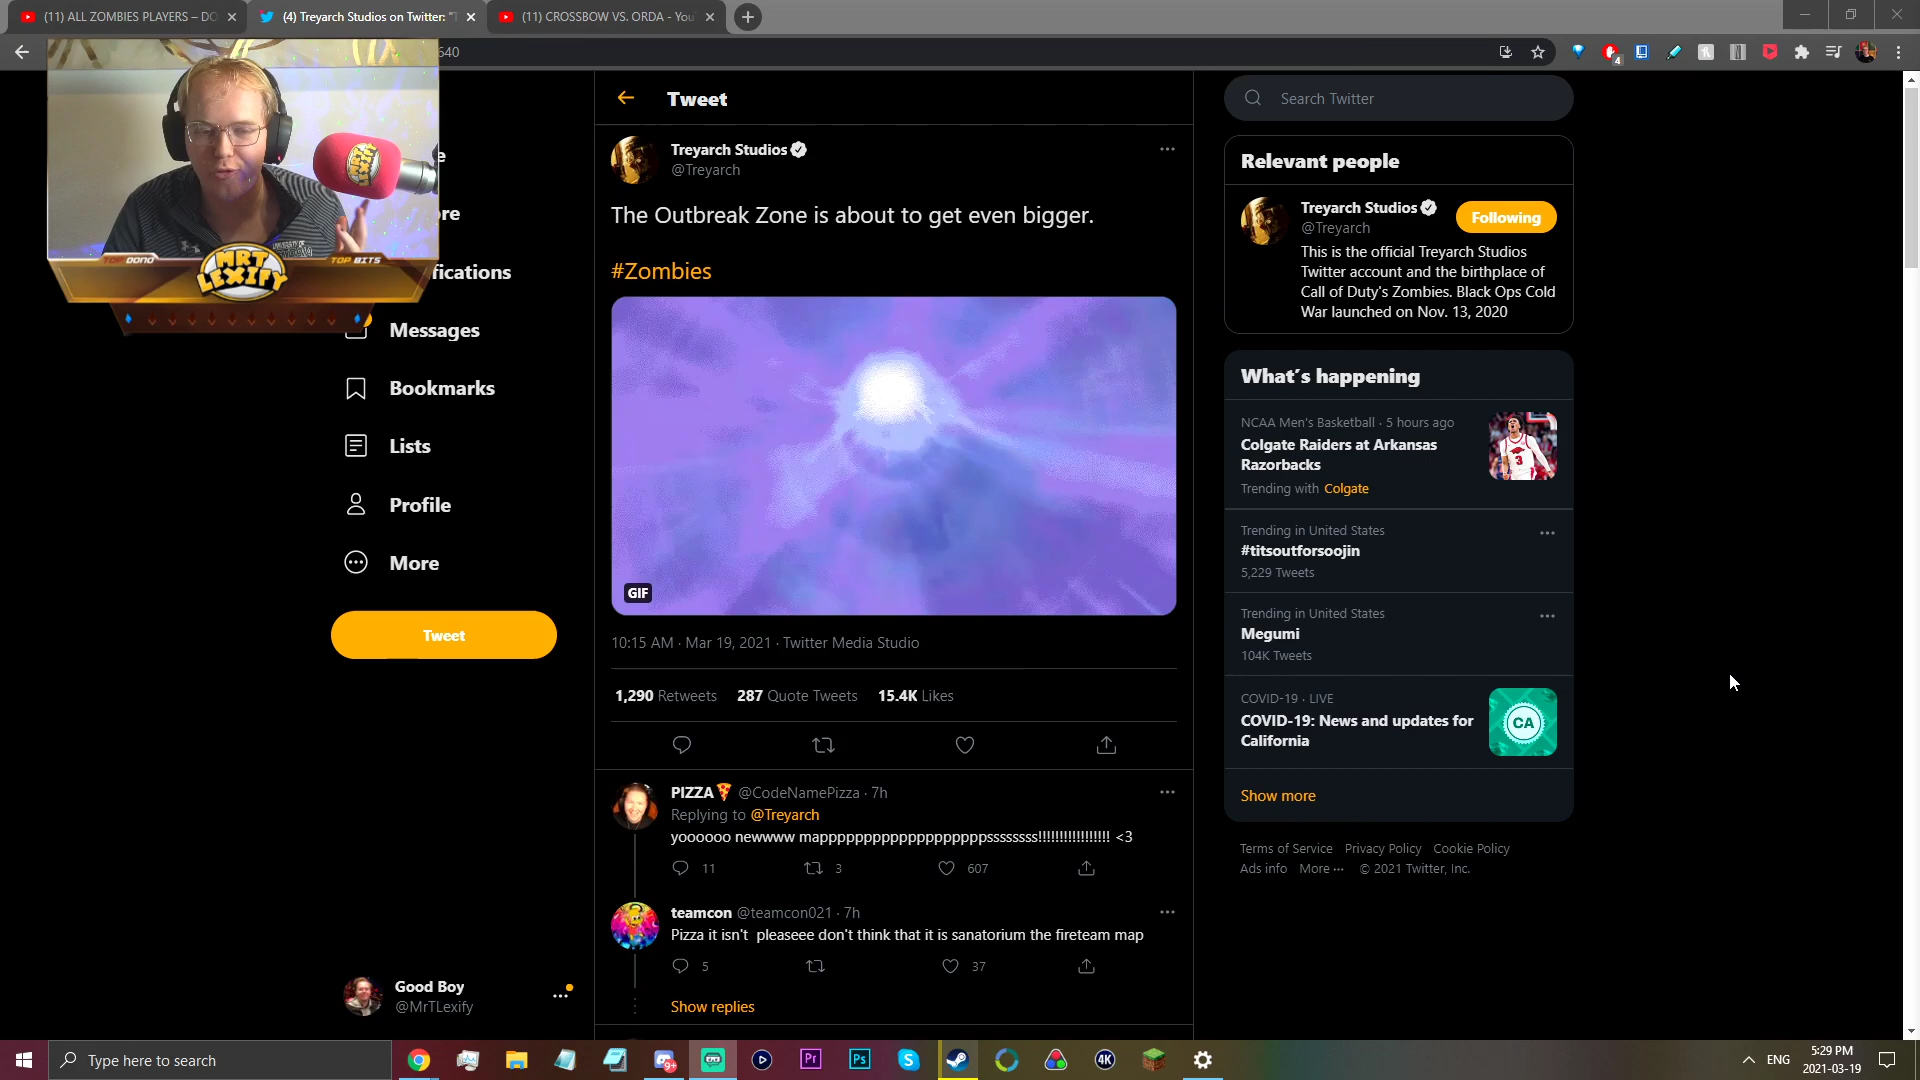 (11) ALL ZOMBIES PLAYERS – DO
(4) Treyarch Studios on Twitter: "T
(11) CROSSBOW VS. ORDA - You
640
4
TOP DONO
MRT LEXIFY
TOP BITS
MRT
LEXIFY
fications
Messages
Bookmarks
Lists
Profile
More
Tweet
Good Boy
@MrTLexify
Tweet
Treyarch Studios
@Treyarch
The Outbreak Zone is about to get even bigger.
#Zombies
GIF
10:15 AM · Mar 19, 2021 · Twitter Media Studio
1,290 Retweets 287 Quote Tweets 15.4K Likes
PIZZA🍕 @CodeNamePizza · 7h
Replying to @Treyarch
yoooooo newwww mapppppppppppppppppppssssssss!!!!!!!!!!!!!!!!! <3
11 3 607
teamcon @teamcon021 · 7h
Pizza it isn't pleaseee don't think that it is sanatorium the fireteam map
5 37
Show replies
Search Twitter
Relevant people
Treyarch Studios
@Treyarch
Following
This is the official Treyarch Studios
Twitter account and the birthplace of
Call of Duty's Zombies. Black Ops Cold
War launched on Nov. 13, 2020
What's happening
NCAA Men's Basketball · 5 hours ago
Colgate Raiders at Arkansas
Razorbacks
Trending with Colgate
Trending in United States
#titsoutforsoojin
5,229 Tweets
Trending in United States
Megumi
104K Tweets
COVID-19 · LIVE
COVID-19: News and updates for
California
CA
Show more
Terms of Service Privacy Policy Cookie Policy
Ads info More ··· © 2021 Twitter, Inc.
Type here to search
9+
Pr
Ps
4K
ENG
5:29 PM
2021-03-19